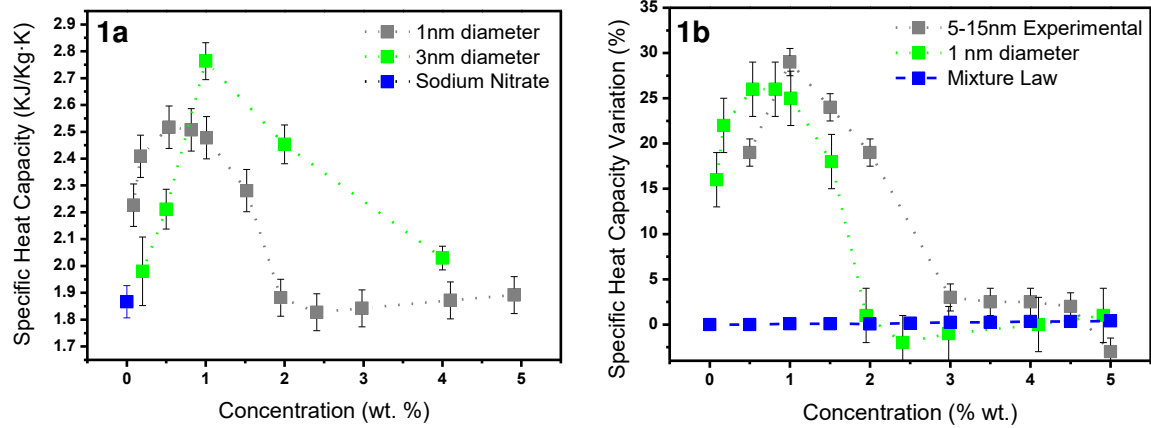 1a
1nm diameter
3nm diameter
Sodium Nitrate
Specific Heat Capacity (KJ/Kg·K)
2.9
2.8
2.7
2.6
2.5
2.4
2.3
2.2
2.1
2.0
1.9
1.8
1.7
0 1 2 3 4 5
Concentration (wt. %)
1b
5-15nm Experimental
1 nm diameter
Mixture Law
Specific Heat Capacity Variation (%)
35
30
25
20
15
10
5
0
0 1 2 3 4 5
Concentration (% wt.)